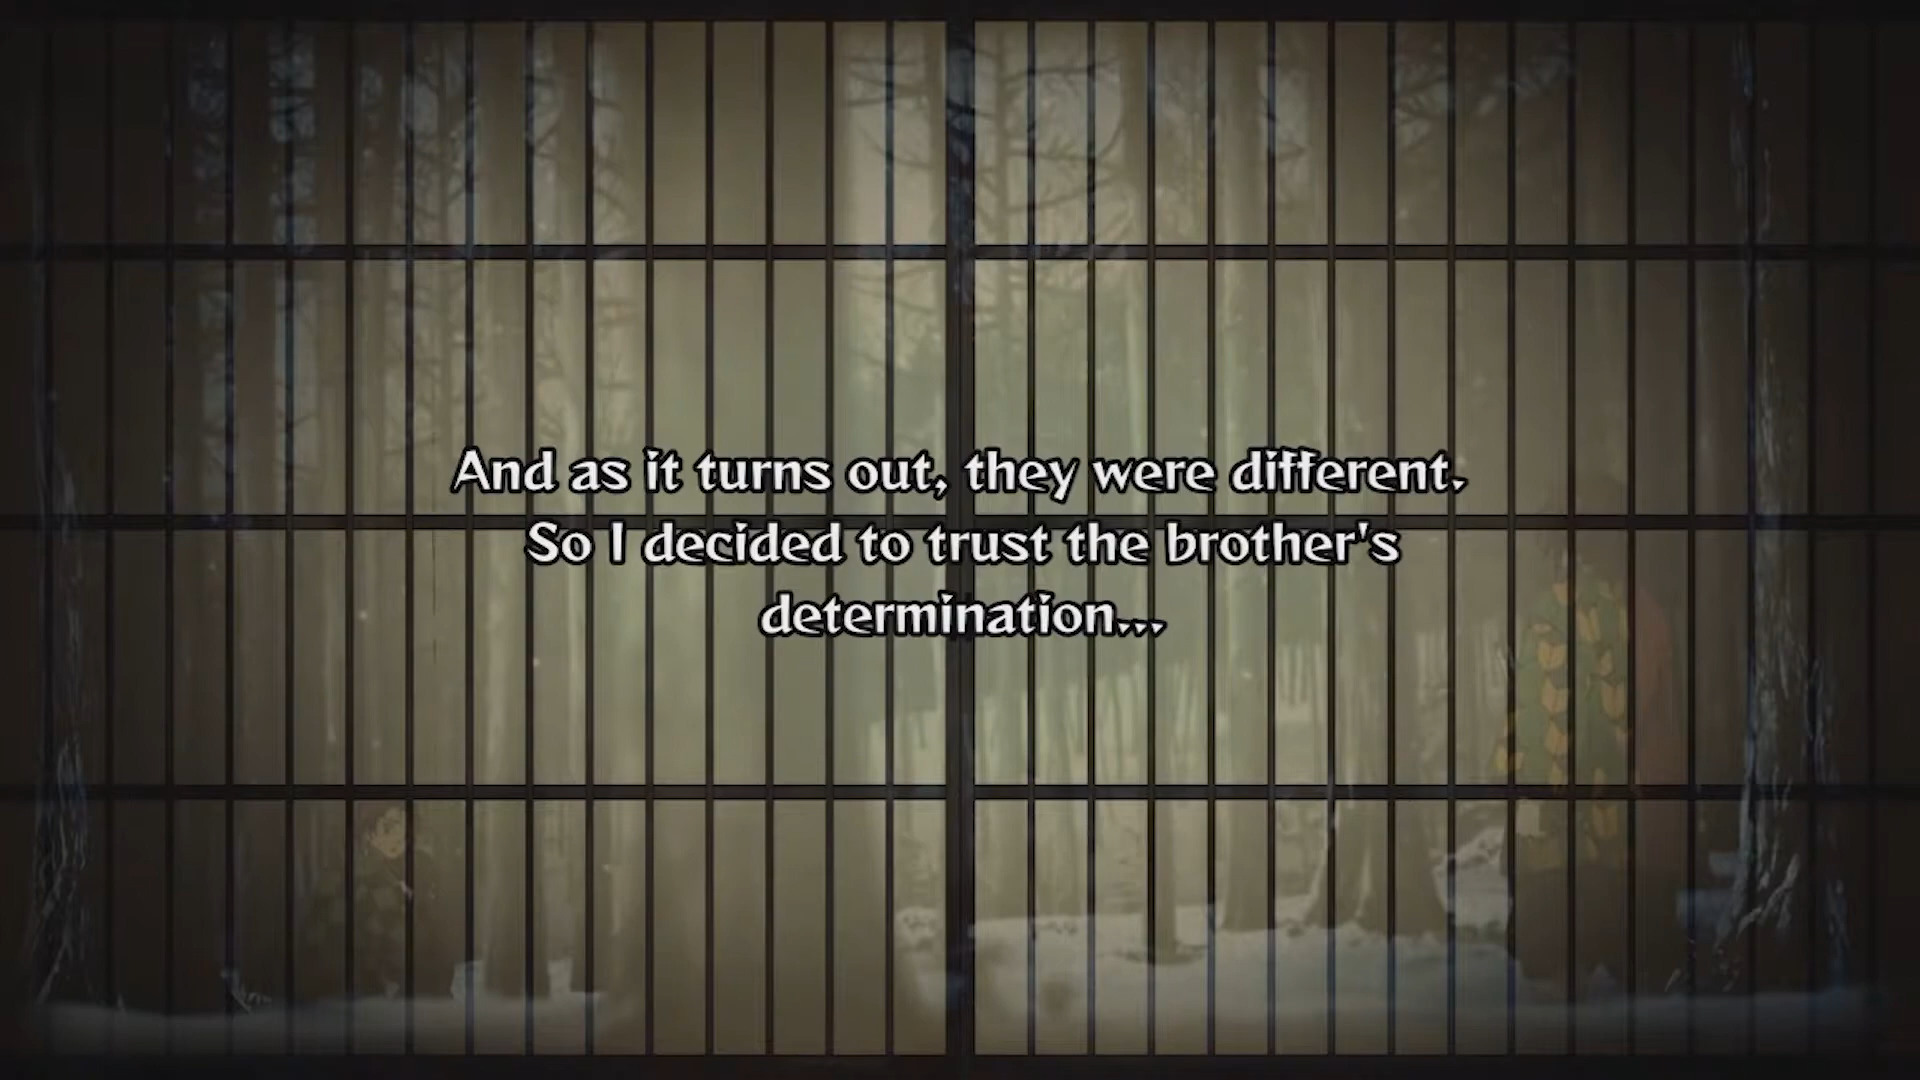 And as it turns out, they were different.
So I decided to trust the brother's
determination...